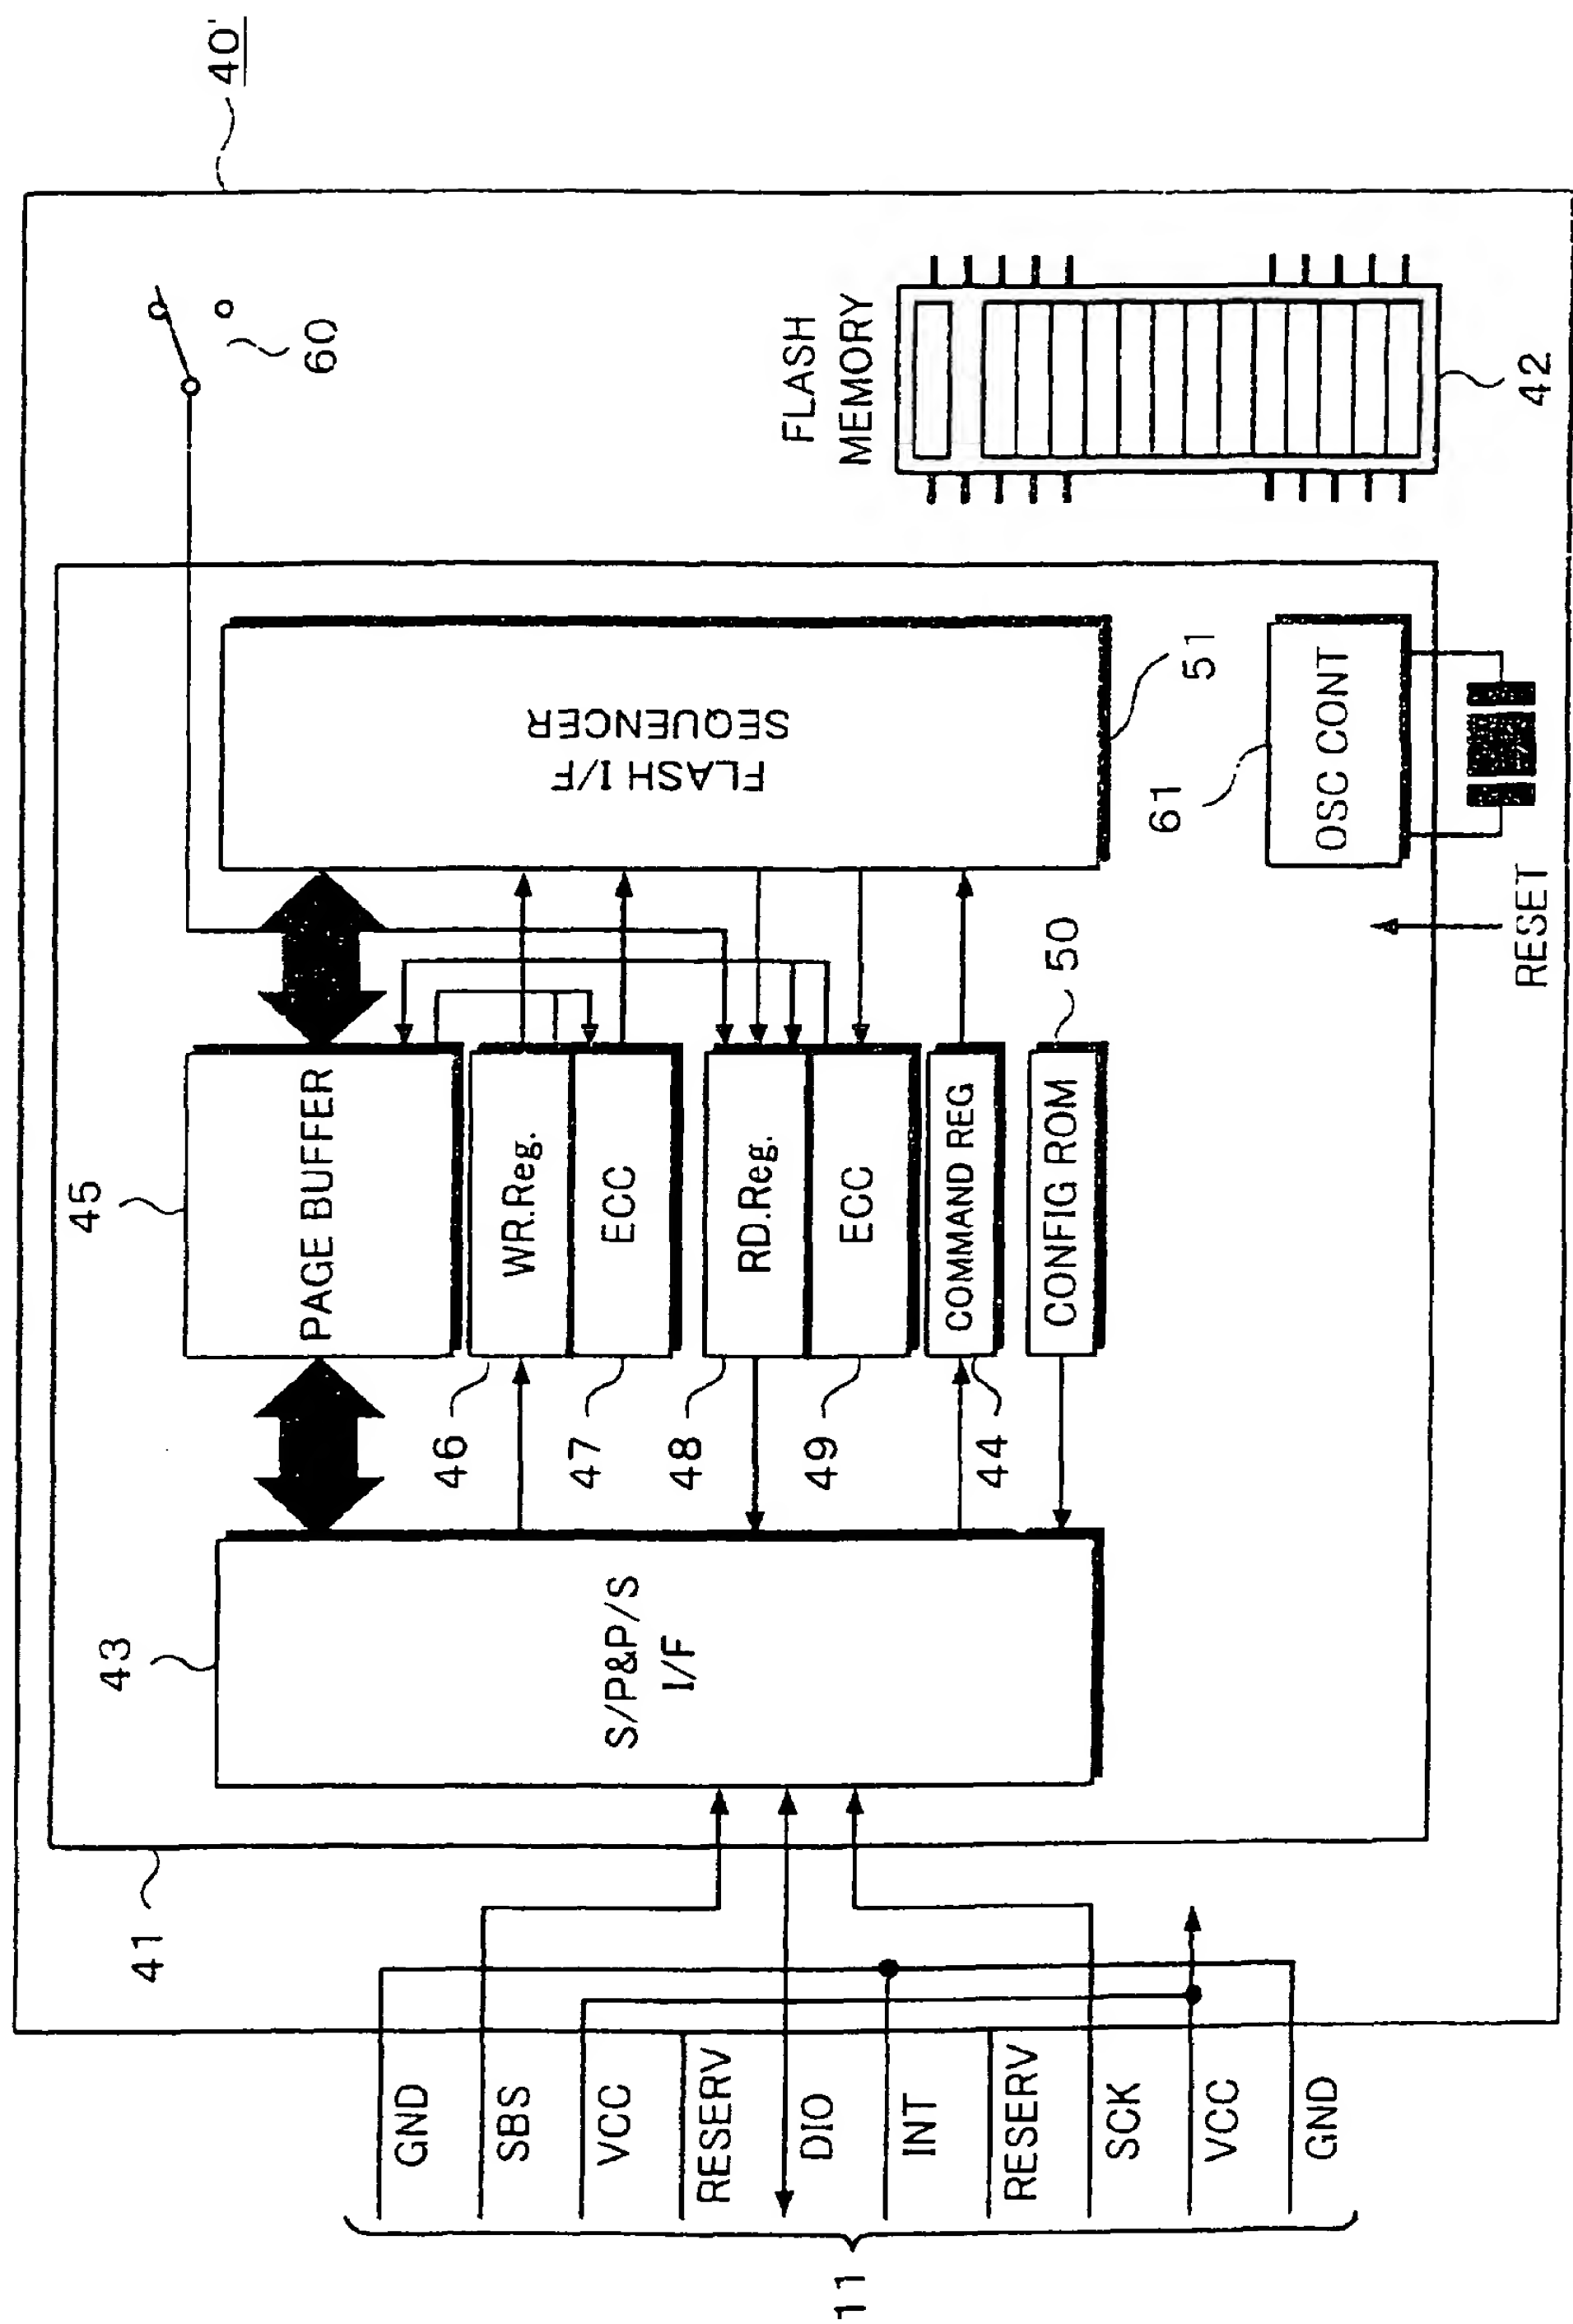 40'
60
FLASH
MEMORY
42
FLASH I/F
SEQUENCER
51
61
OSC CONT
RESET
45
PAGE BUFFER
46
WR.Reg.
47
ECC
48
RD.Reg.
49
ECC
44
COMMAND REG
50
CONFIG ROM
43
S/P&P/S
I/F
41
GND
SBS
VCC
RESERV
DIO
INT
RESERV
SCK
VCC
GND
11